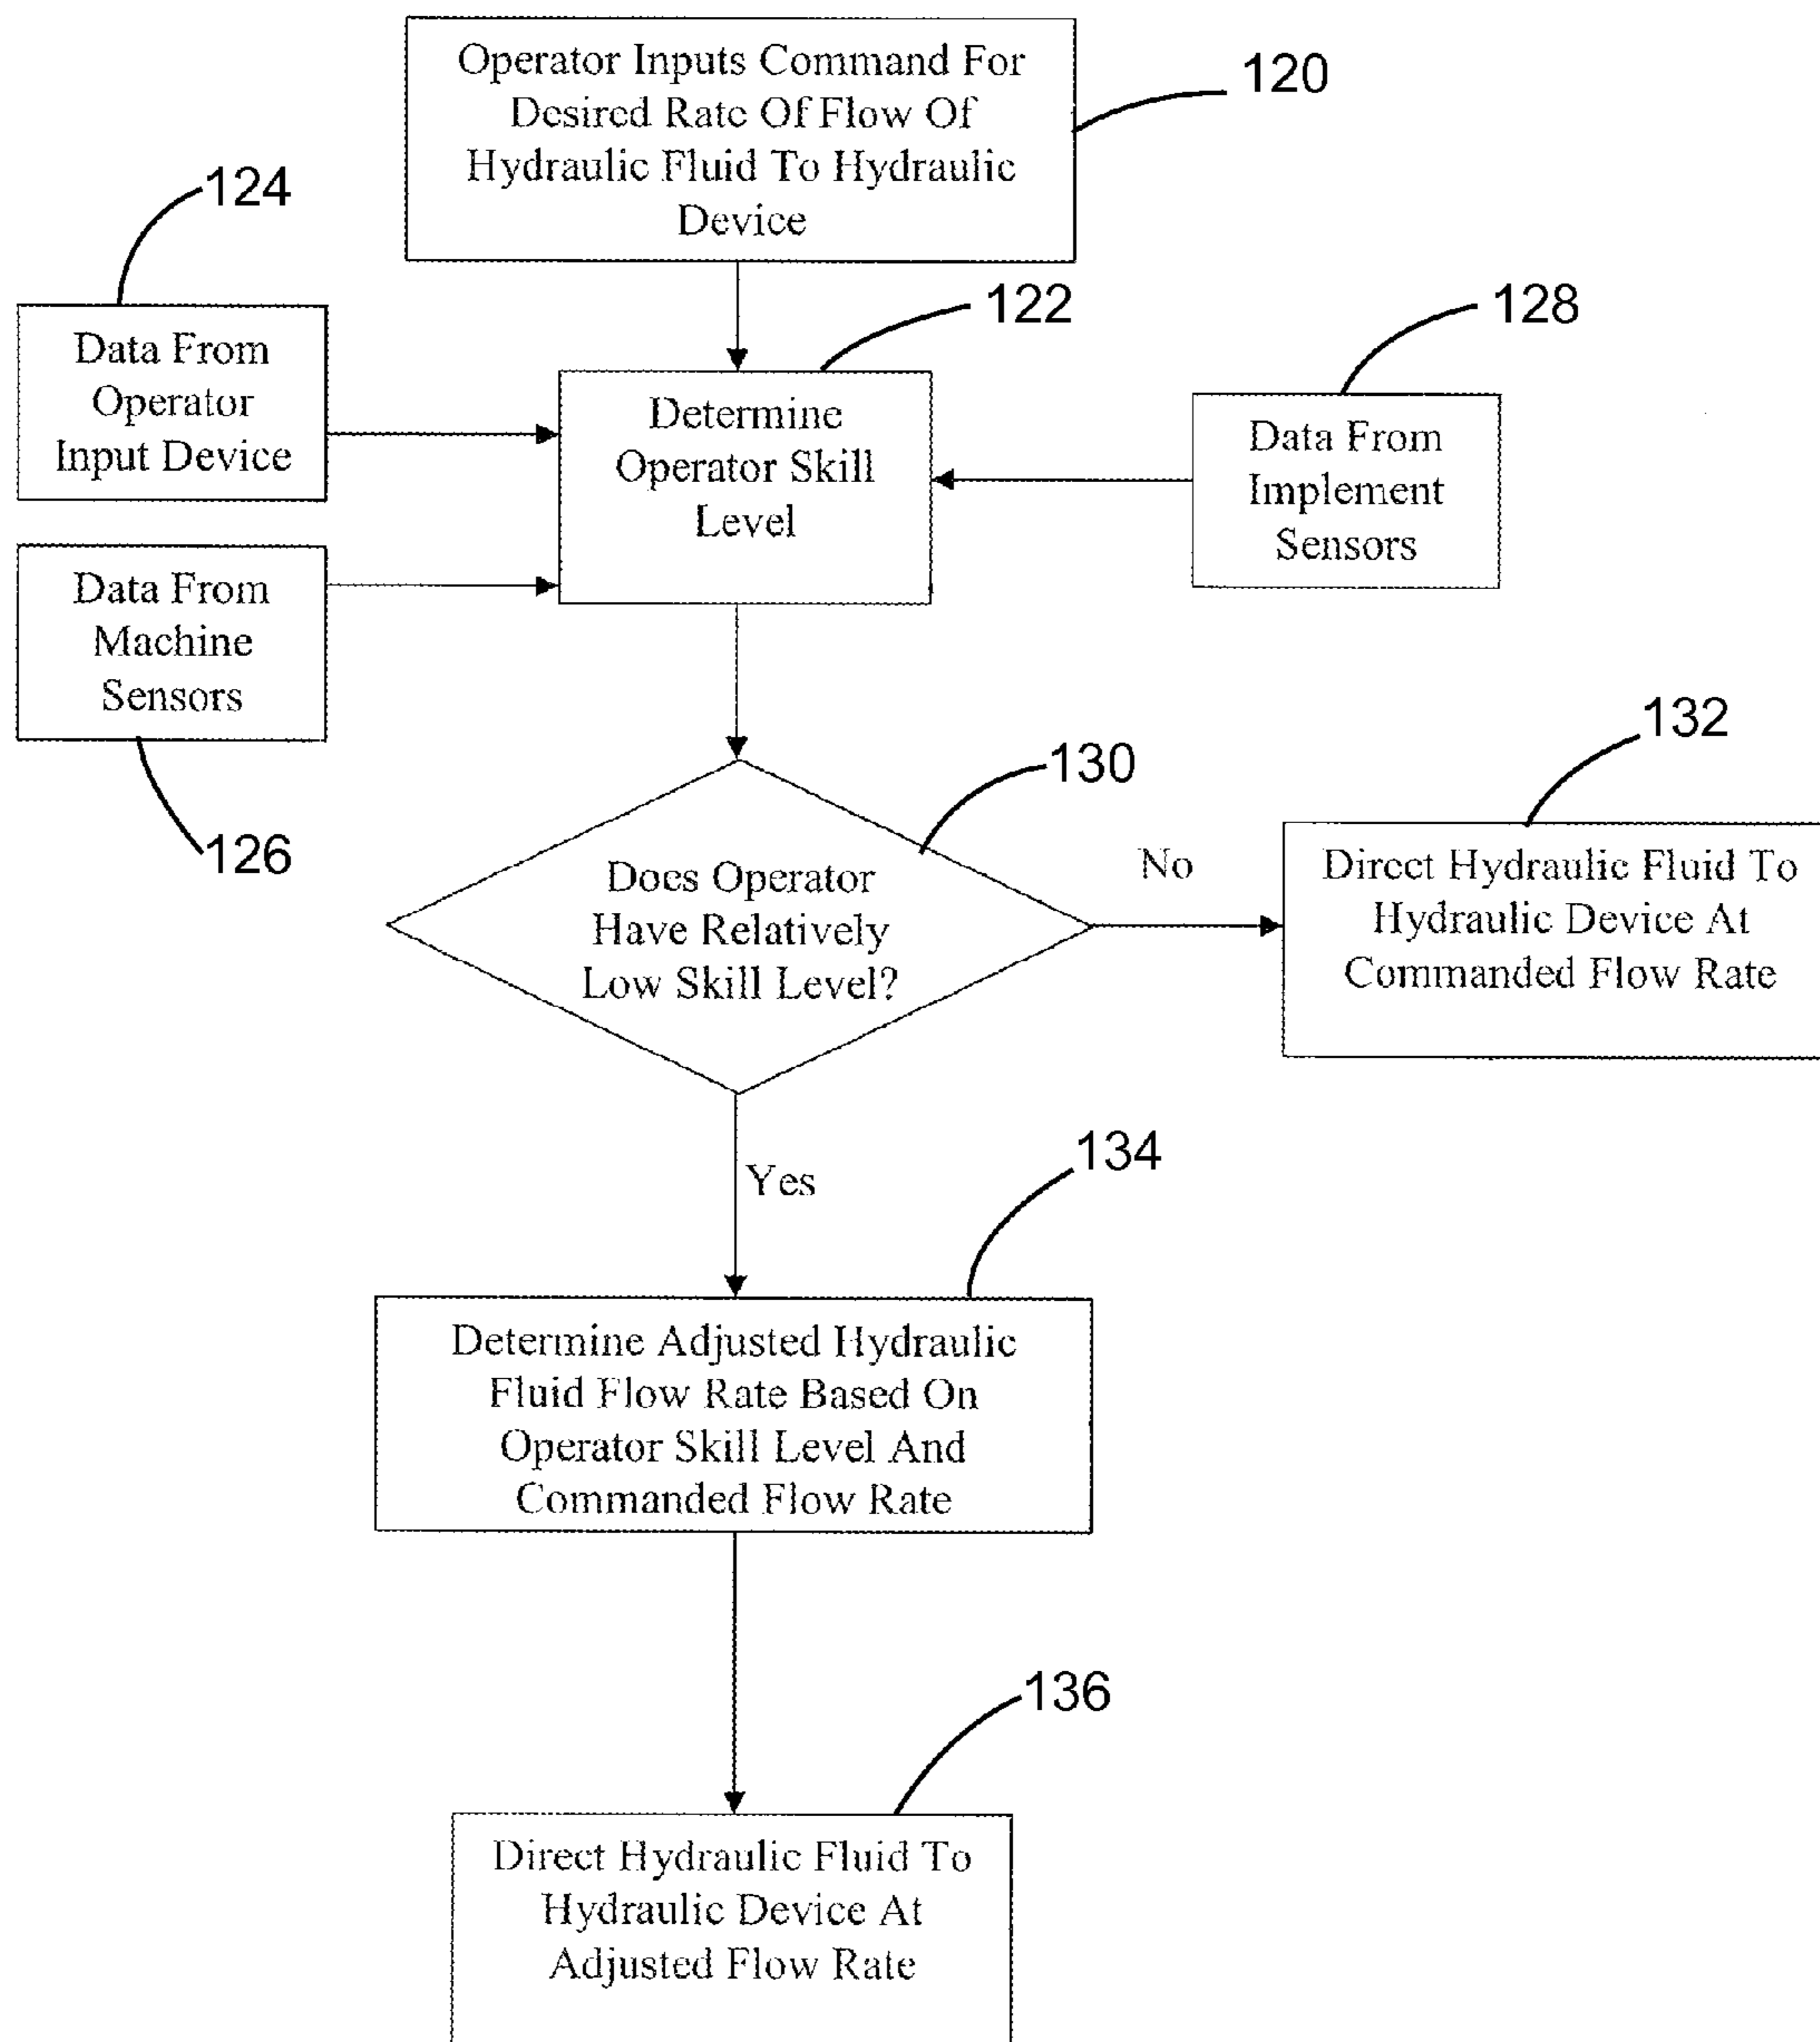 Operator Inputs Command For
Desired Rate Of Flow Of
Hydraulic Fluid To Hydraulic
Device
120
124
Data From
Operator
Input Device
122
Determine
Operator Skill
Level
128
Data From
Implement
Sensors
Data From
Machine
Sensors
126
130
Does Operator
Have Relatively
Low Skill Level?
No
132
Direct Hydraulic Fluid To
Hydraulic Device At
Commanded Flow Rate
Yes
134
Determine Adjusted Hydraulic
Fluid Flow Rate Based On
Operator Skill Level And
Commanded Flow Rate
136
Direct Hydraulic Fluid To
Hydraulic Device At
Adjusted Flow Rate